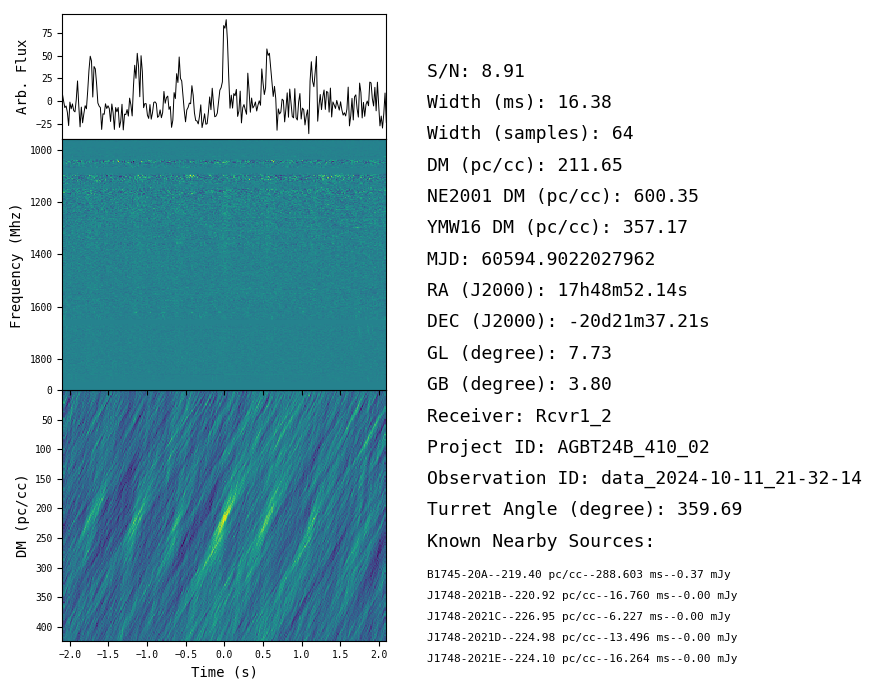 Arb. Flux
75
50
25
0
−25
Frequency (Mhz)
1000
1200
1400
1600
1800
DM (pc/cc)
0
50
100
150
200
250
300
350
400
−2.0 −1.5 −1.0 −0.5 0.0 0.5 1.0 1.5 2.0
Time (s)
S/N: 8.91
Width (ms): 16.38
Width (samples): 64
DM (pc/cc): 211.65
NE2001 DM (pc/cc): 600.35
YMW16 DM (pc/cc): 357.17
MJD: 60594.9022027962
RA (J2000): 17h48m52.14s
DEC (J2000): -20d21m37.21s
GL (degree): 7.73
GB (degree): 3.80
Receiver: Rcvr1_2
Project ID: AGBT24B_410_02
Observation ID: data_2024-10-11_21-32-14
Turret Angle (degree): 359.69
Known Nearby Sources:
B1745-20A--219.40 pc/cc--288.603 ms--0.37 mJy
J1748-2021B--220.92 pc/cc--16.760 ms--0.00 mJy
J1748-2021C--226.95 pc/cc--6.227 ms--0.00 mJy
J1748-2021D--224.98 pc/cc--13.496 ms--0.00 mJy
J1748-2021E--224.10 pc/cc--16.264 ms--0.00 mJy